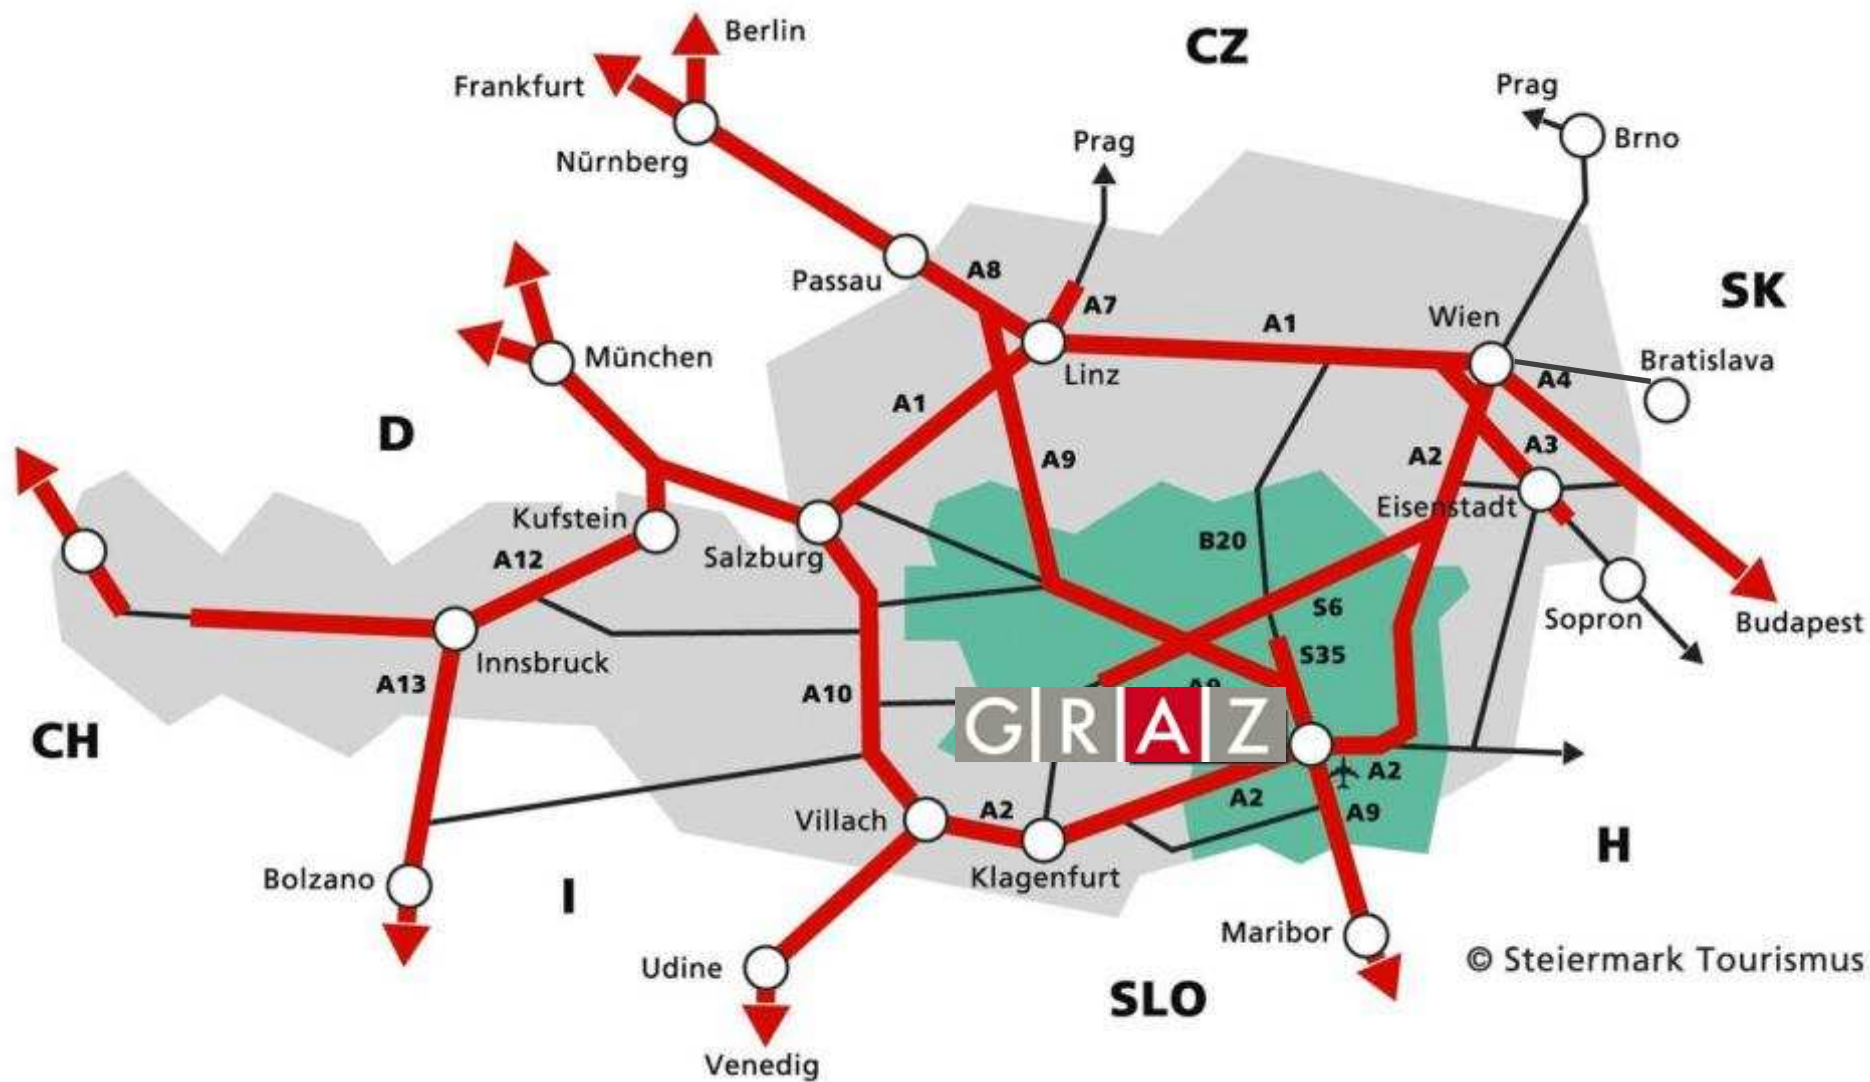 Berlin
CZ
Frankfurt
Prag
Nürnberg
Prag
Brno
Passau
A8
A7
SK
A1
Wien
Bratislava
München
Linz
A4
A1
D
A9
A2
A3
Kufstein
Eisenstadt
A12
Salzburg
B20
S6
Sopron
Budapest
Innsbruck
S35
A13
A10
A9
GRAZ
CH
A2
A2
A2
A9
Villach
Klagenfurt
H
Bolzano
I
Maribor
Udine
© Steiermark Tourismus
SLO
Venedig